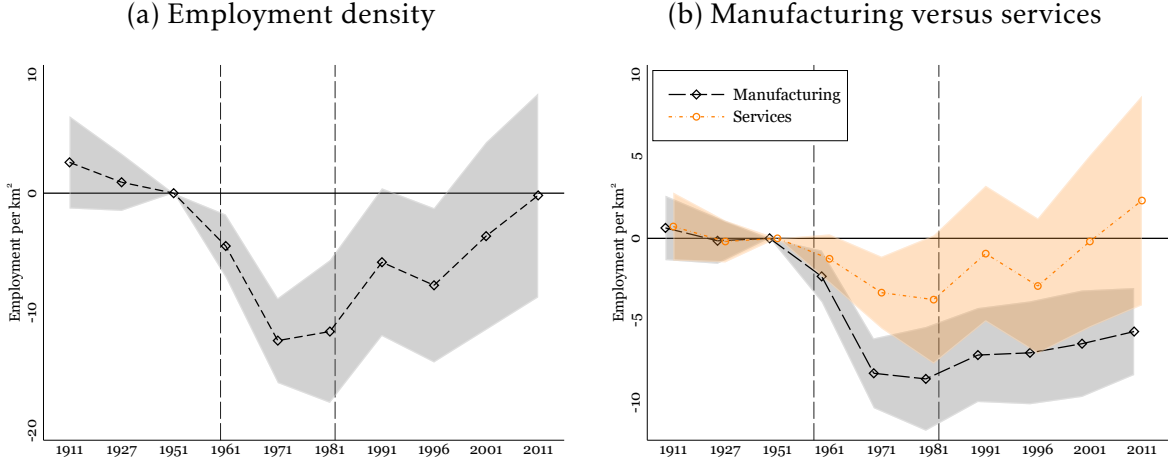 (a) Employment density
Employment per km²
10
0
-10
-20
1911 1927 1951 1961 1971 1981 1991 1996 2001 2011
(b) Manufacturing versus services
Employment per km²
10
5
0
-5
-10
Manufacturing
Services
1911 1927 1951 1961 1971 1981 1991 1996 2001 2011